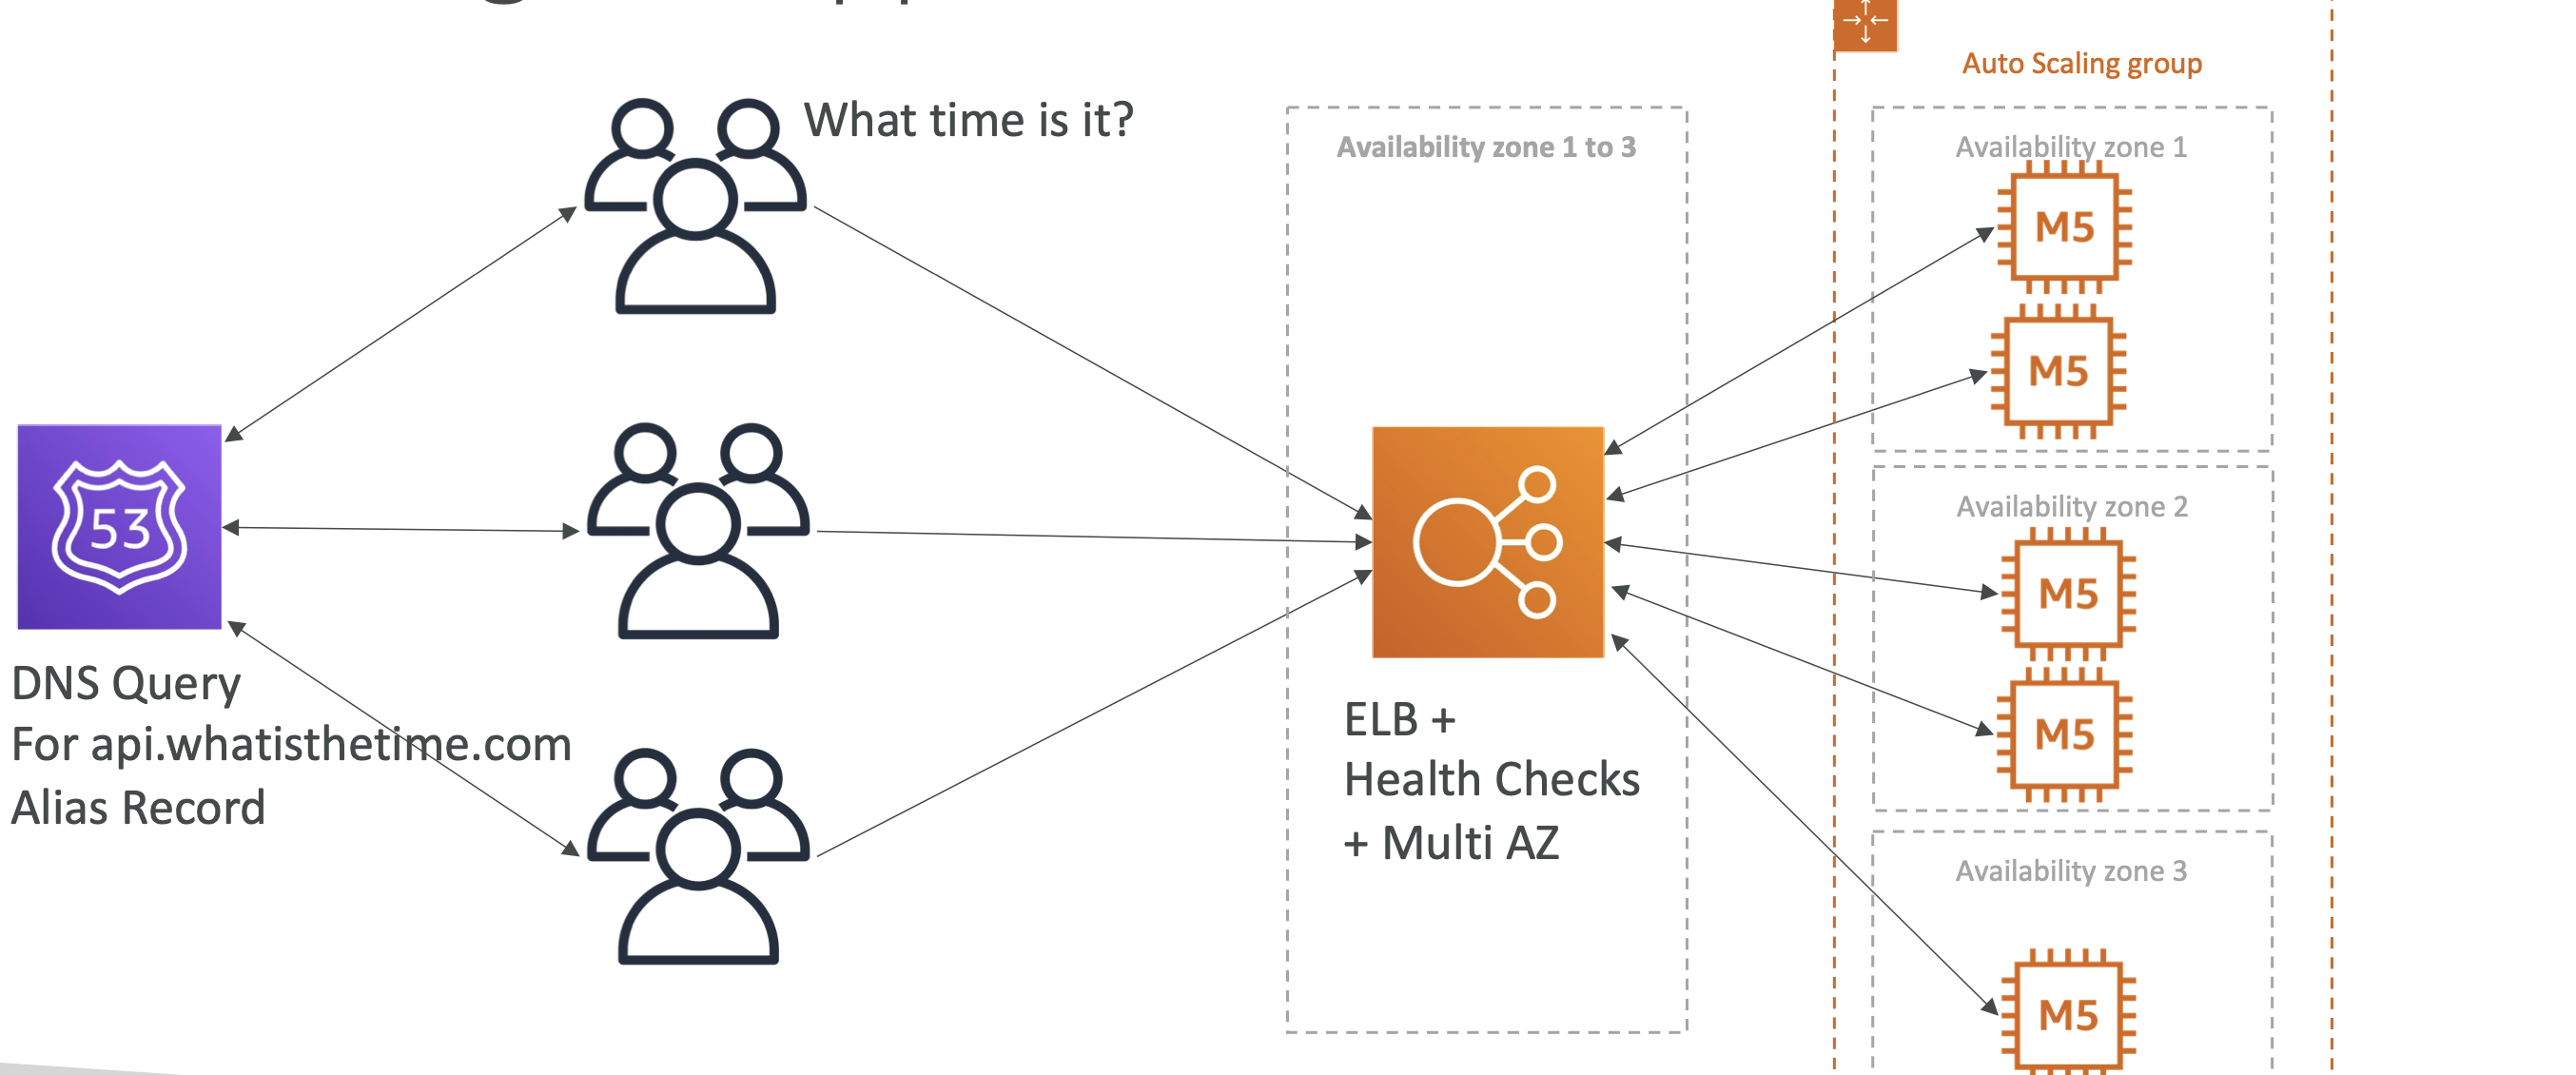 What time is it?
Auto Scaling group
Availability zone 1 to 3
Availability zone 1
M5
M5
53
Availability zone 2
M5
M5
DNS Query
For api.whatisthetime.com
Alias Record
ELB +
Health Checks
+ Multi AZ
Availability zone 3
M5